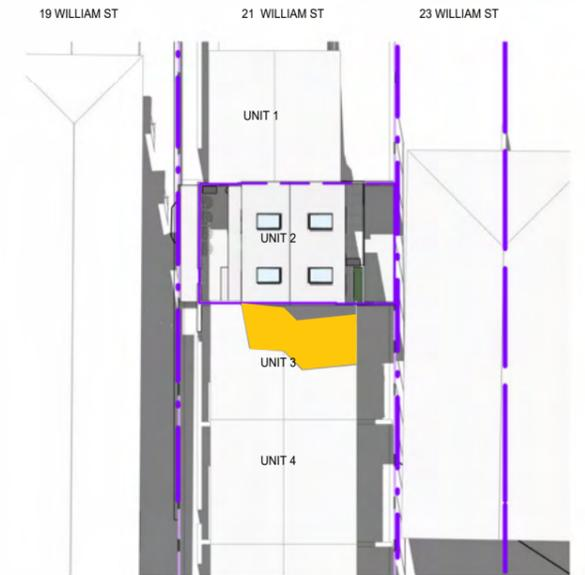 19 WILLIAM ST
21 WILLIAM ST
23 WILLIAM ST
UNIT 1
UNIT 2
UNIT 3
UNIT 4